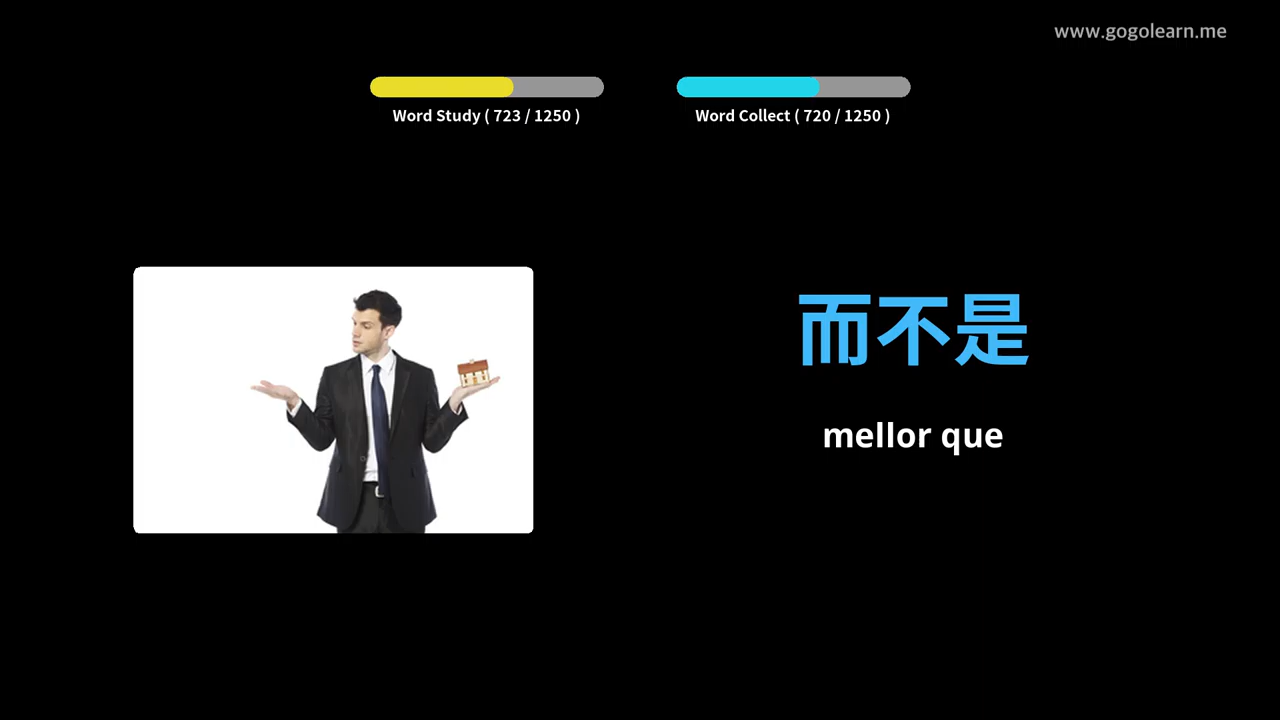 www.gogolearn.me
Word Study ( 723 / 1250 )
Word Collect ( 720 / 1250 )
而不是
mellor que